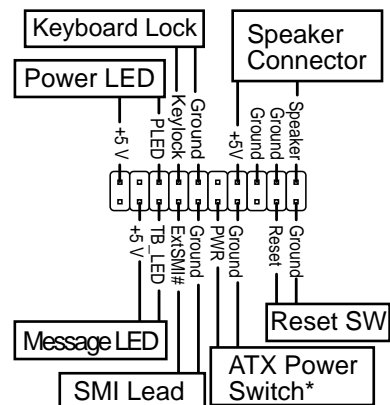 Keyboard Lock
Speaker
Connector
Power LED
+5 V
PLED
Keylock
Ground
+5V
Ground
Ground
Speaker
+5 V
TB_LED
ExtSMI#
Ground
PWR
Ground
Reset
Ground
Message LED
Reset SW
SMI Lead
ATX Power
Switch*